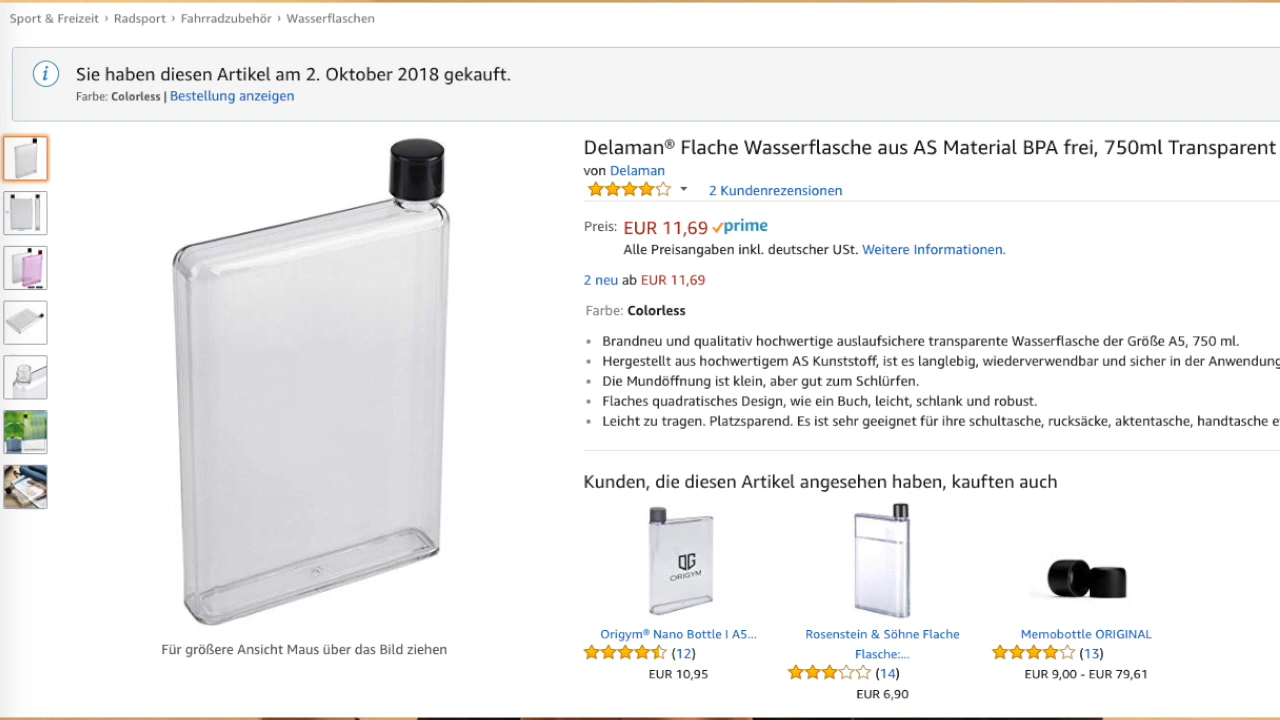 Sport & Freizeit › Radsport › Fahrradzubehör › Wasserflaschen
Sie haben diesen Artikel am 2. Oktober 2018 gekauft.
Farbe: Colorless | Bestellung anzeigen
Delaman® Flache Wasserflasche aus AS Material BPA frei, 750ml Transparent
von Delaman
2 Kundenrezensionen
Preis: EUR 11,69 prime
Alle Preisangaben inkl. deutscher USt. Weitere Informationen.
2 neu ab EUR 11,69
Farbe: Colorless
Brandneu und qualitativ hochwertige auslaufsichere transparente Wasserflasche der Größe A5, 750 ml.
Hergestellt aus hochwertigem AS Kunststoff, ist es langlebig, wiederverwendbar und sicher in der Anwendung
Die Mundöffnung ist klein, aber gut zum Schlürfen.
Flaches quadratisches Design, wie ein Buch, leicht, schlank und robust.
Leicht zu tragen. Platzsparend. Es ist sehr geeignet für ihre schultasche, rucksäcke, aktentasche, handtasche
Für größere Ansicht Maus über das Bild ziehen
Kunden, die diesen Artikel angesehen haben, kauften auch
ORIGYM
Origym® Nano Bottle I A5...
(12)
EUR 10,95
Rosenstein & Söhne Flache
Flasche:...
(14)
EUR 6,90
Memobottle ORIGINAL
(13)
EUR 9,00 - EUR 79,61